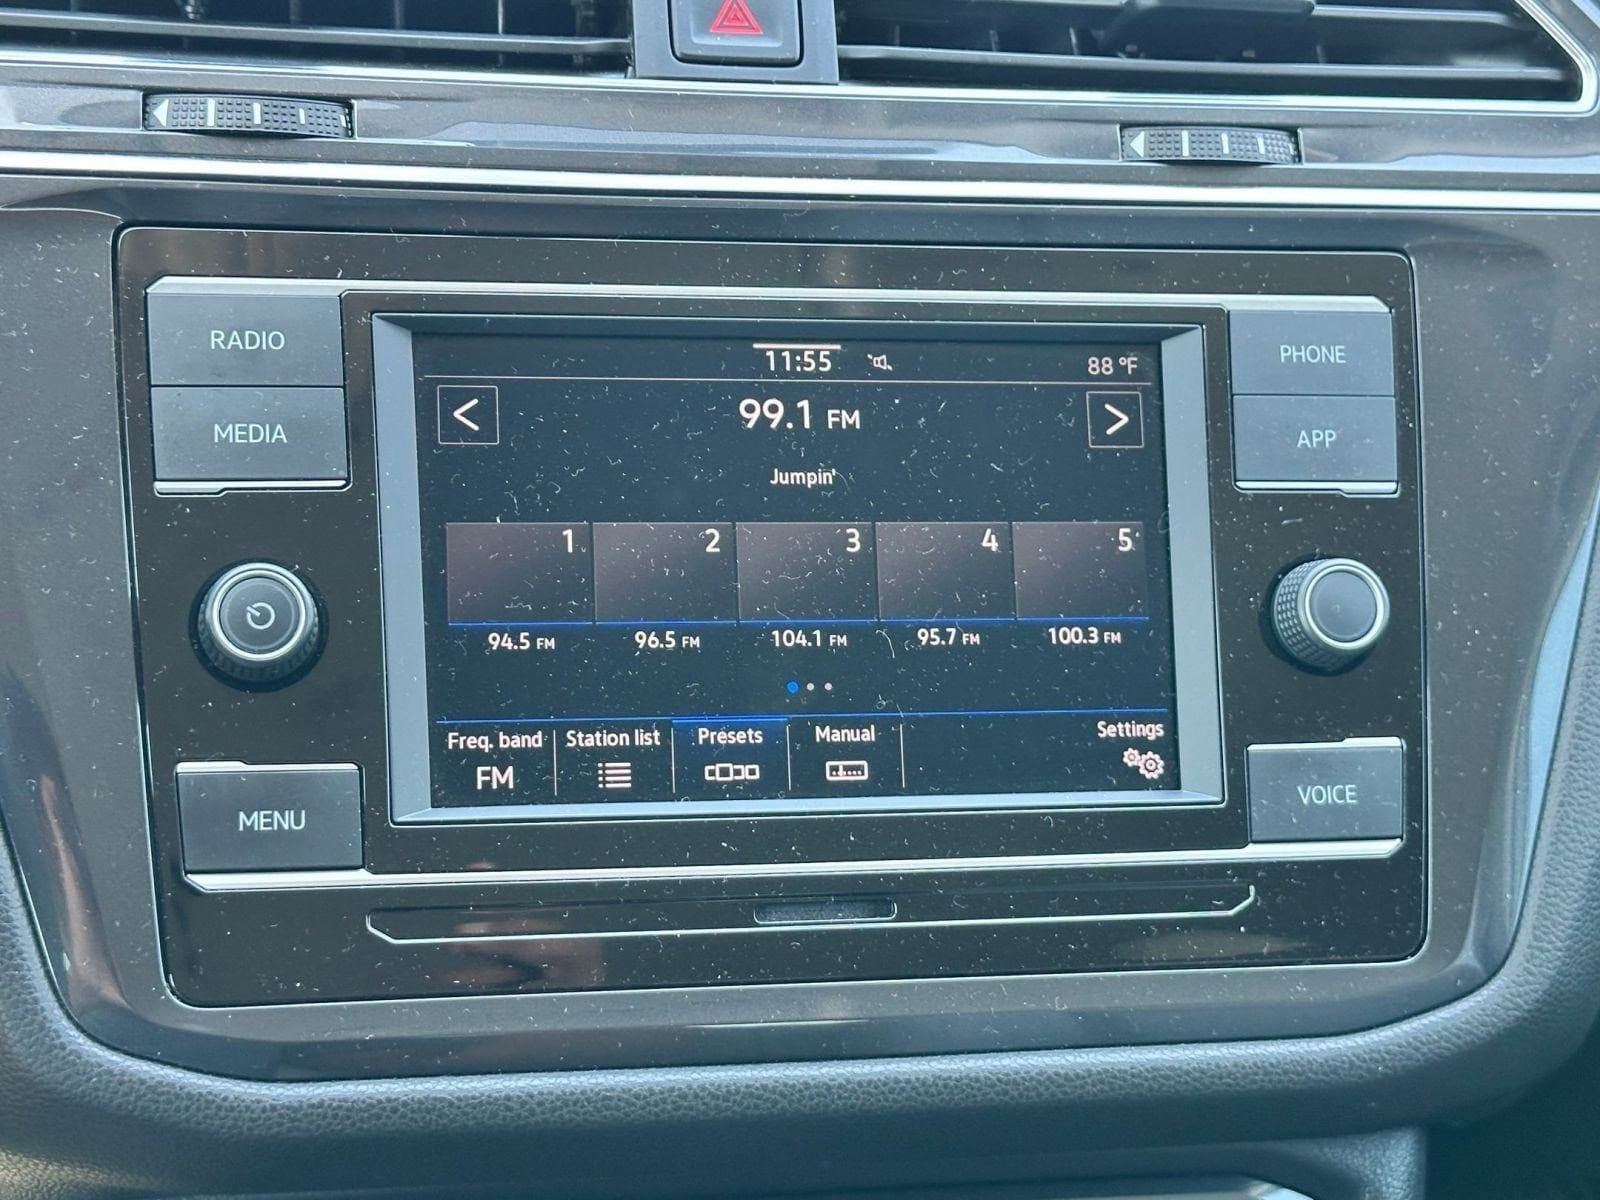 RADIO
MEDIA
MENU
11:55
88 °F
<
99.1 FM
>
Jumpin'
1 2 3 4 5
94.5 FM 96.5 FM 104.1 FM 95.7 FM 100.3 FM
Freq. band Station list Presets Manual Settings
FM
PHONE
APP
VOICE